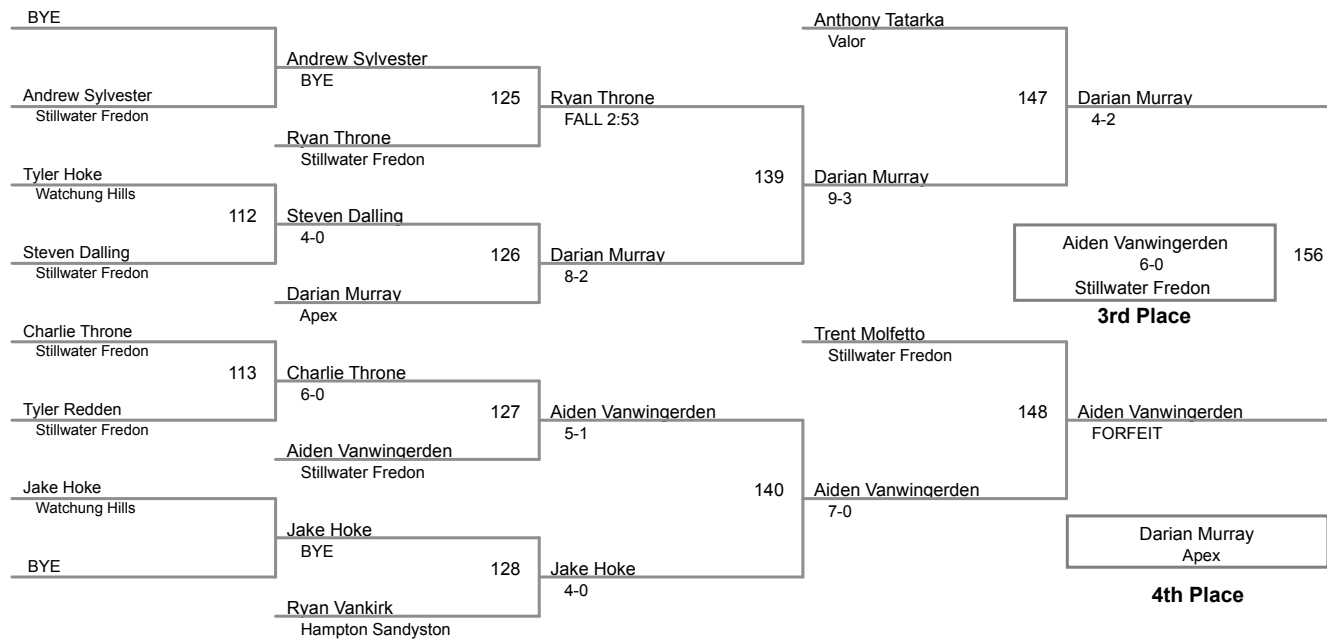 BYE
Andrew Sylvester
Stillwater Fredon
Tyler Hoke
Watchung Hills
112
Steven Dalling
Stillwater Fredon
Charlie Throne
Stillwater Fredon
113
Tyler Redden
Stillwater Fredon
Jake Hoke
Watchung Hills
BYE
Andrew Sylvester
BYE
125
Ryan Throne
Stillwater Fredon
Steven Dalling
4-0
126
Darian Murray
Apex
Charlie Throne
6-0
127
Aiden Vanwingerden
Stillwater Fredon
Jake Hoke
BYE
128
Ryan Vankirk
Hampton Sandyston
Ryan Throne
FALL 2:53
139
Darian Murray
8-2
Aiden Vanwingerden
5-1
140
Jake Hoke
4-0
Anthony Tatarka
Valor
147
Darian Murray
9-3
Trent Molfetto
Stillwater Fredon
148
Aiden Vanwingerden
7-0
Darian Murray
4-2
Aiden Vanwingerden
6-0
Stillwater Fredon
156
3rd Place
Aiden Vanwingerden
FORFEIT
Darian Murray
Apex
4th Place